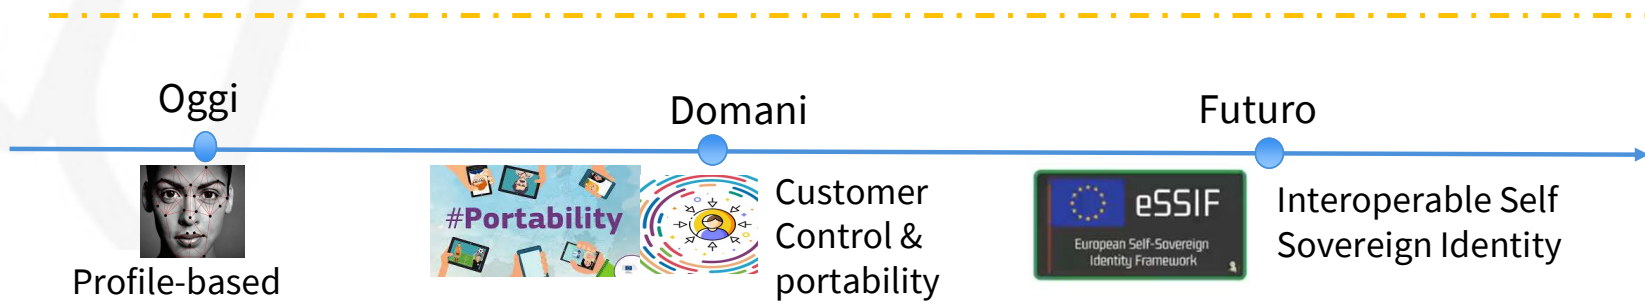 Oggi
Domani
Futuro
Profile-based
#Portability
Customer
Control &
portability
eSSIF
European Self-Sovereign
Identity Framework
Interoperable Self
Sovereign Identity